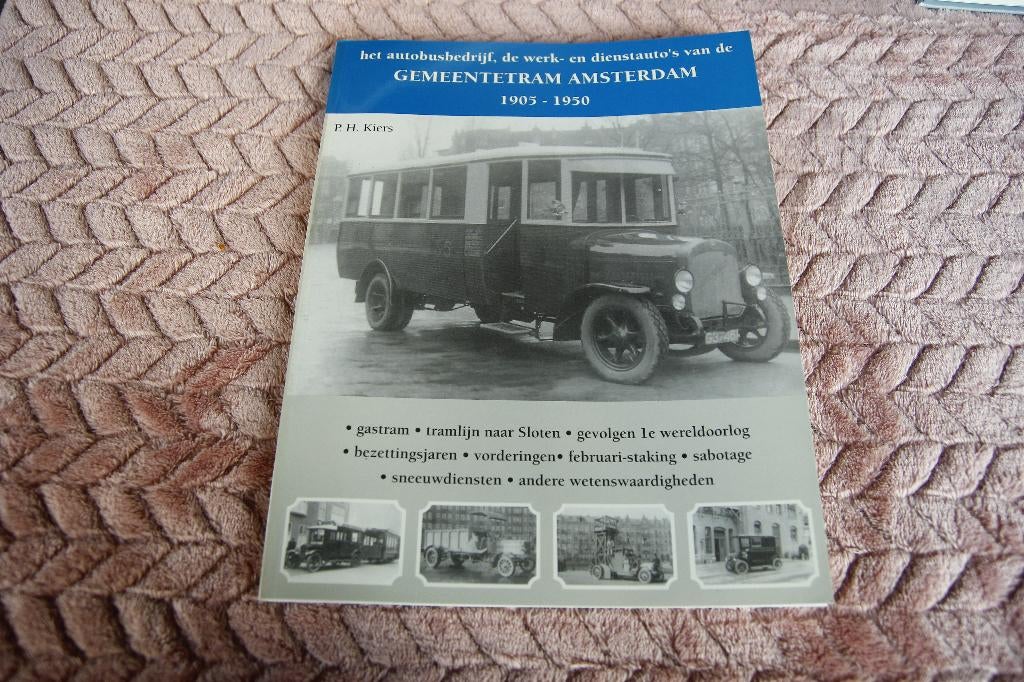 het autobusbedrijf, de werk- en dienstauto's van de
GEMEENTETRAM AMSTERDAM
1905 - 1950
P. H. Kiers
• gastram • tramlijn naar Sloten • gevolgen 1e wereldoorlog
• bezettingsjaren • vorderingen • februari-staking • sabotage
• sneeuwdiensten • andere wetenswaardigheden